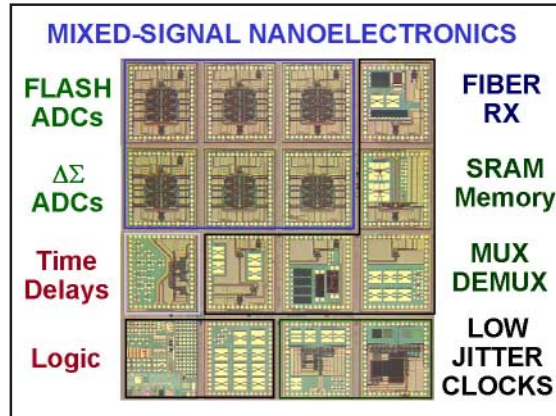 MIXED-SIGNAL NANOELECTRONICS
FLASH
ADCs
FIBER
RX
ΔΣ
ADCs
SRAM
Memory
Time
Delays
MUX
DEMUX
Logic
LOW
JITTER
CLOCKS